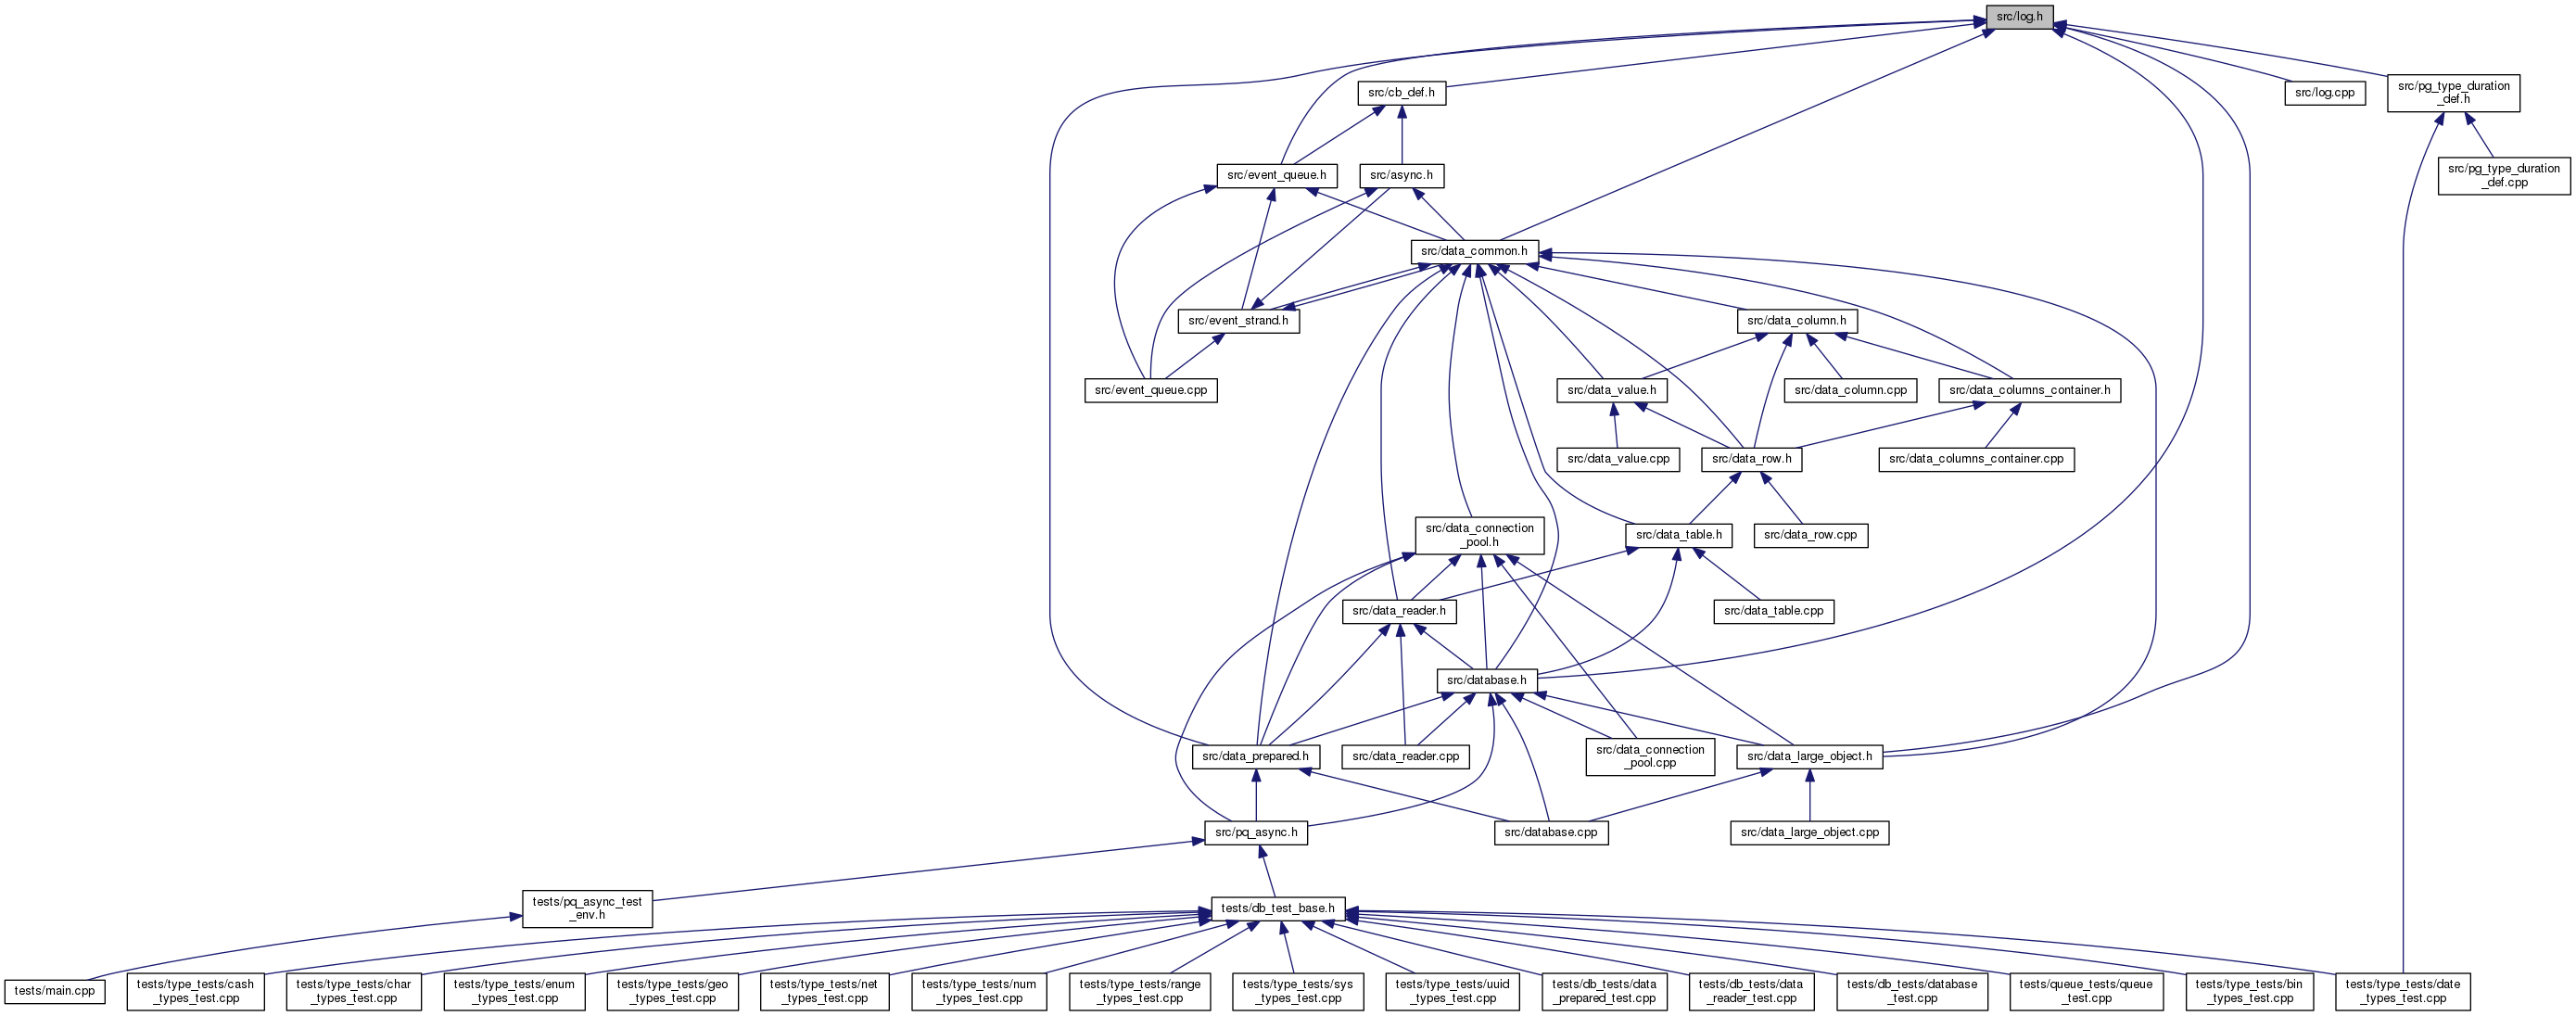 src/log.h
src/cb_def.h
src/log.cpp
src/pg_type_duration
_def.h
src/event_queue.h
src/async.h
src/pg_type_duration
_def.cpp
src/data_common.h
src/event_strand.h
src/data_column.h
src/event_queue.cpp
src/data_value.h
src/data_column.cpp
src/data_columns_container.h
src/data_value.cpp
src/data_row.h
src/data_columns_container.cpp
src/data_connection
_pool.h
src/data_table.h
src/data_row.cpp
src/data_reader.h
src/data_table.cpp
src/database.h
src/data_prepared.h
src/data_reader.cpp
src/data_connection
_pool.cpp
src/data_large_object.h
src/pq_async.h
src/database.cpp
src/data_large_object.cpp
tests/pq_async_test
_env.h
tests/db_test_base.h
tests/main.cpp
tests/type_tests/cash
_types_test.cpp
tests/type_tests/char
_types_test.cpp
tests/type_tests/enum
_types_test.cpp
tests/type_tests/geo
_types_test.cpp
tests/type_tests/net
_types_test.cpp
tests/type_tests/num
_types_test.cpp
tests/type_tests/range
_types_test.cpp
tests/type_tests/sys
_types_test.cpp
tests/type_tests/uuid
_types_test.cpp
tests/db_tests/data
_prepared_test.cpp
tests/db_tests/data
_reader_test.cpp
tests/db_tests/database
_test.cpp
tests/queue_tests/queue
_test.cpp
tests/type_tests/bin
_types_test.cpp
tests/type_tests/date
_types_test.cpp